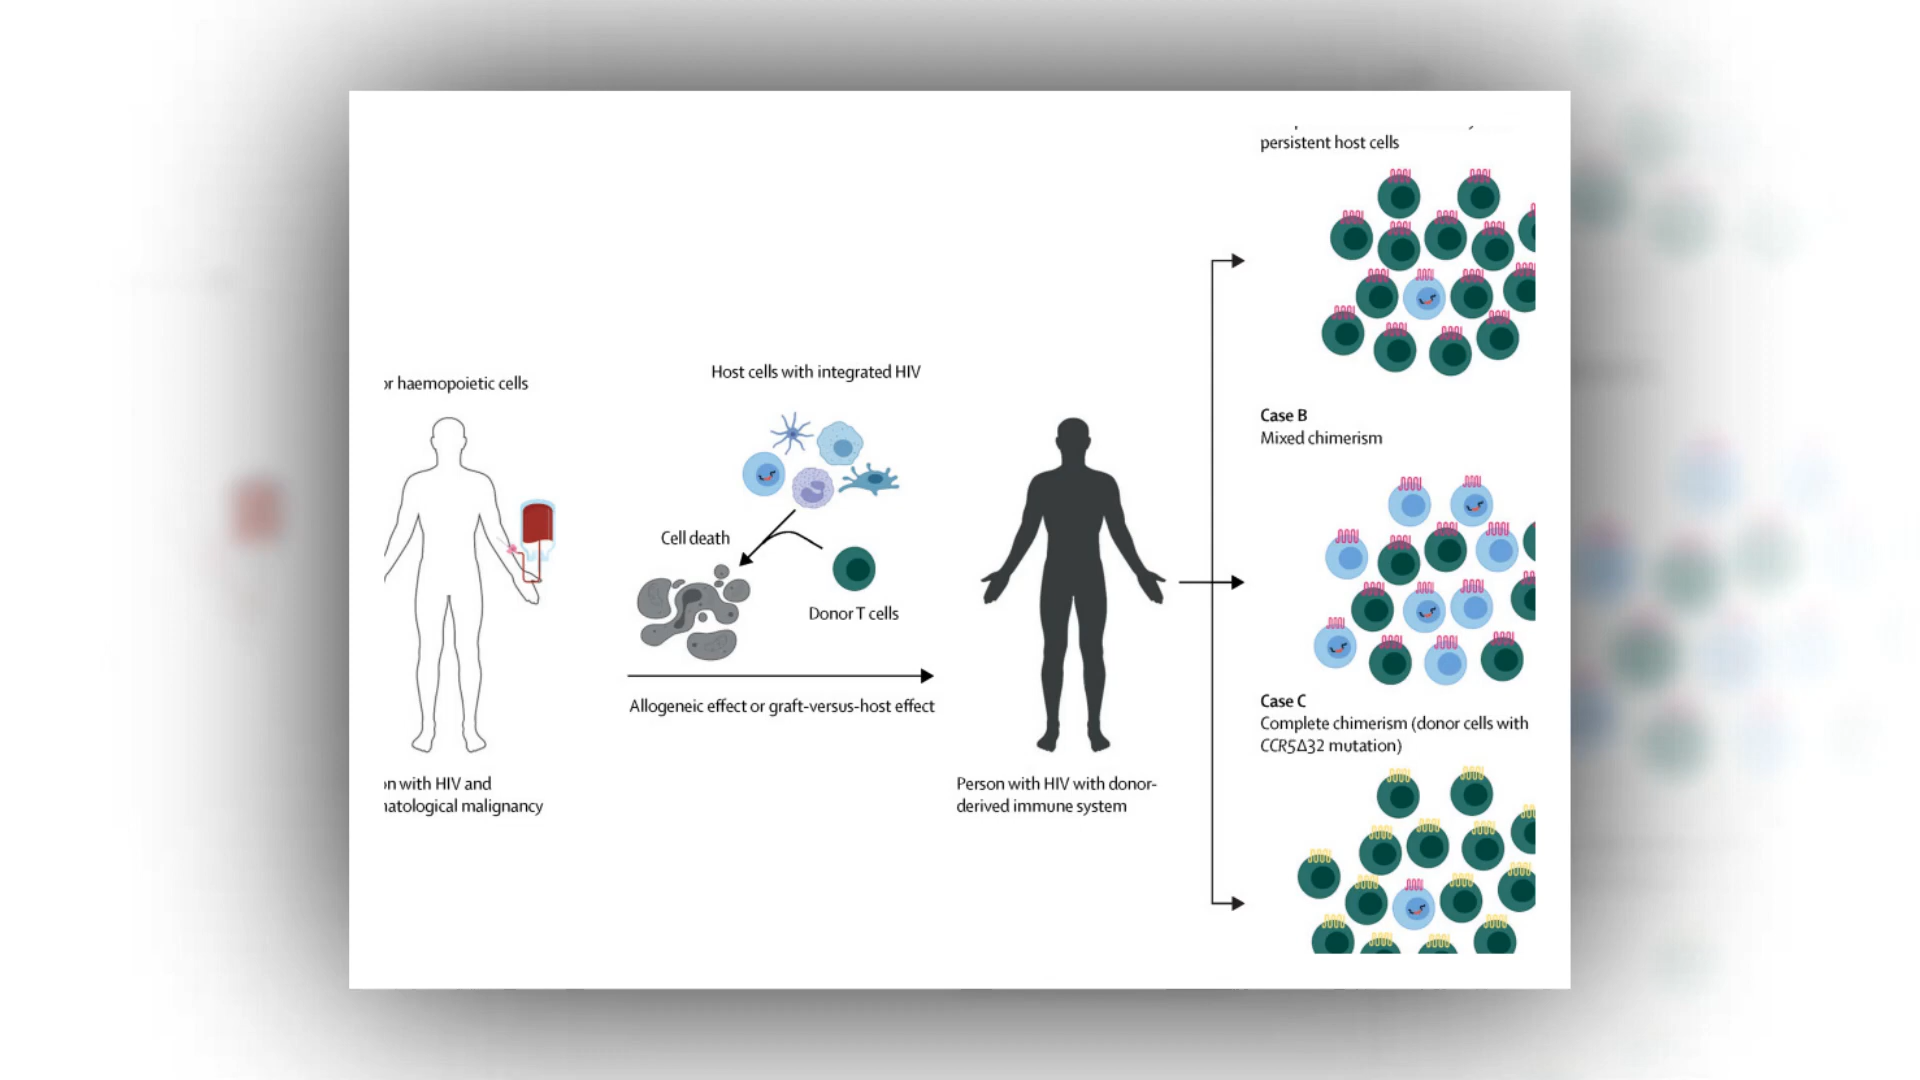 persistent host cells
or haemopoietic cells
Host cells with integrated HIV
Cell death
Donor T cells
Allogeneic effect or graft-versus-host effect
with HIV and
malignancy
Person with HIV with donor-
derived immune system
Case B
Mixed chimerism
Case C
Complete chimerism (donor cells with
CCR5Δ32 mutation)